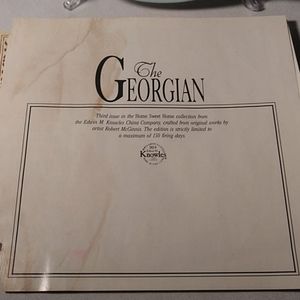 The
GEORGIAN
Third issue in the Home Sweet Home collection from
the Edwin M. Knowles China Company, crafted from original works by
artist Robert McGinnis. The edition is strictly limited to
a maximum of 150 firing days.
Knowles